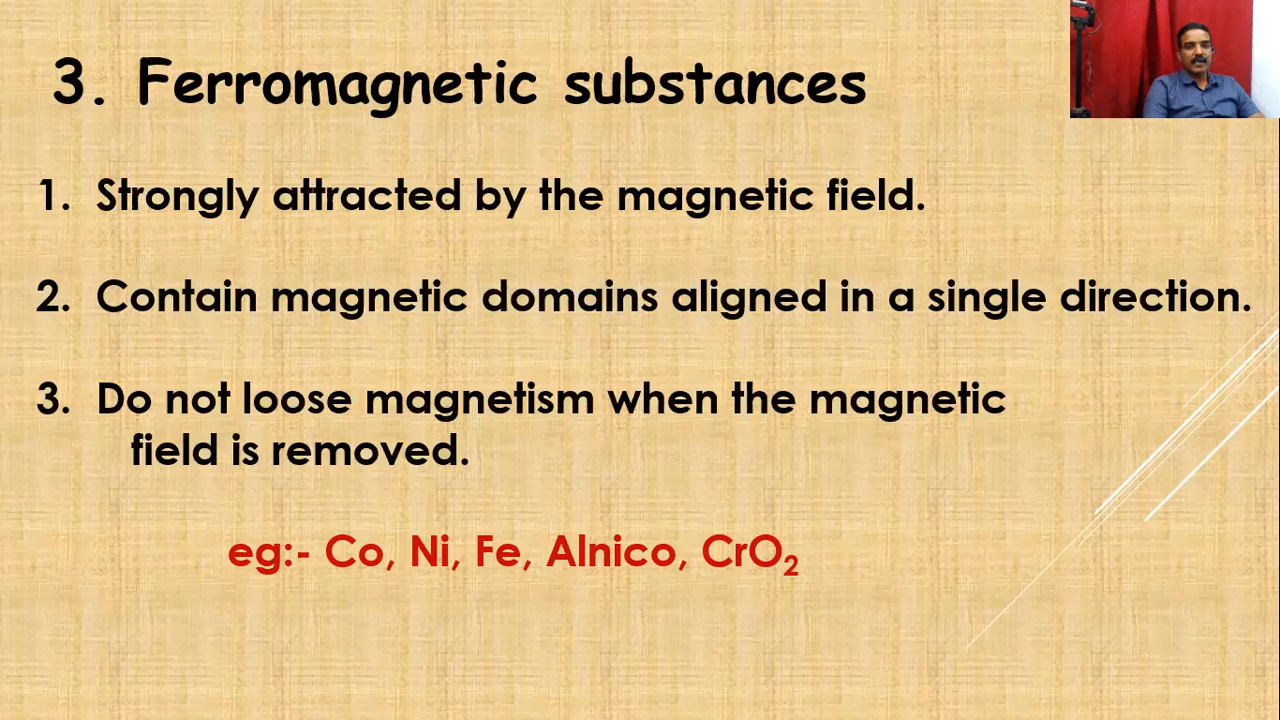 3. Ferromagnetic substances
1. Strongly attracted by the magnetic field.
2. Contain magnetic domains aligned in a single direction.
3. Do not loose magnetism when the magnetic
field is removed.
eg:- Co, Ni, Fe, Alnico, CrO₂